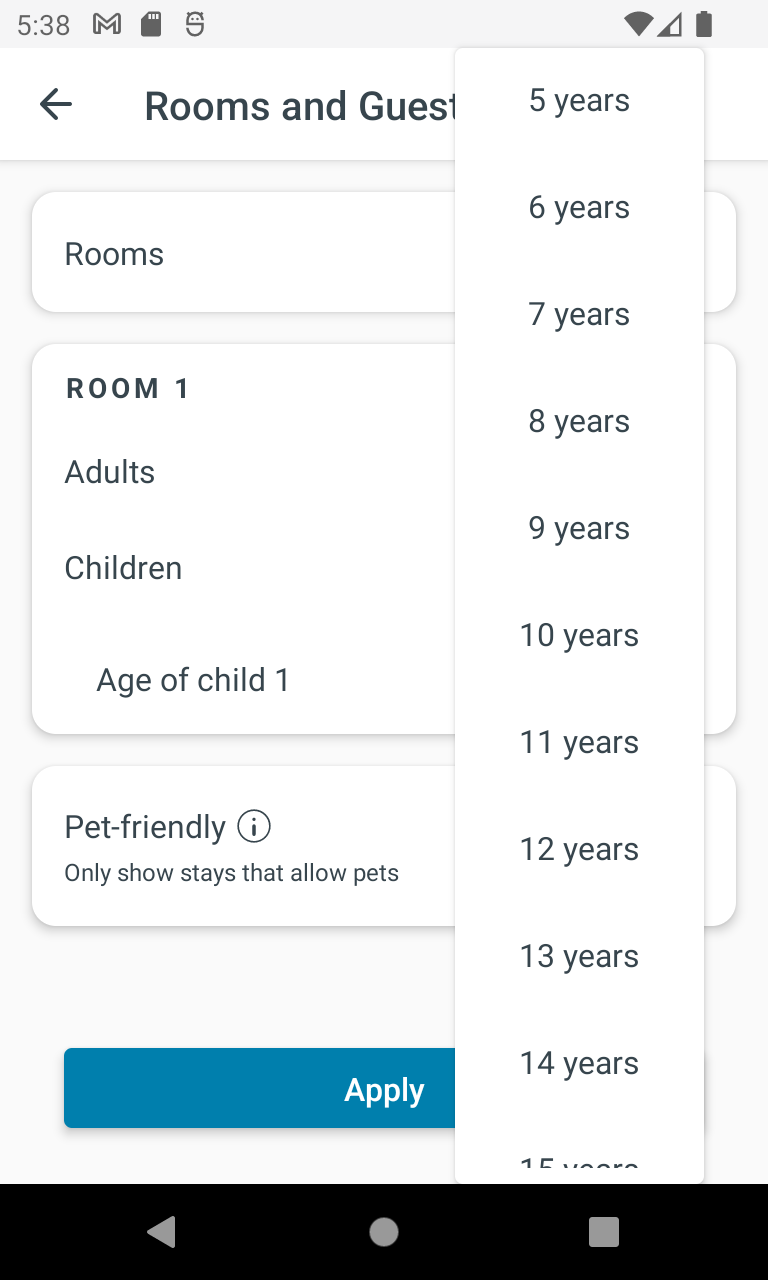 5:38
Rooms and Guest
Rooms
ROOM 1
Adults
Children
Age of child 1
Pet-friendly
Only show stays that allow pets
Apply
5 years
6 years
7 years
8 years
9 years
10 years
11 years
12 years
13 years
14 years
15 years